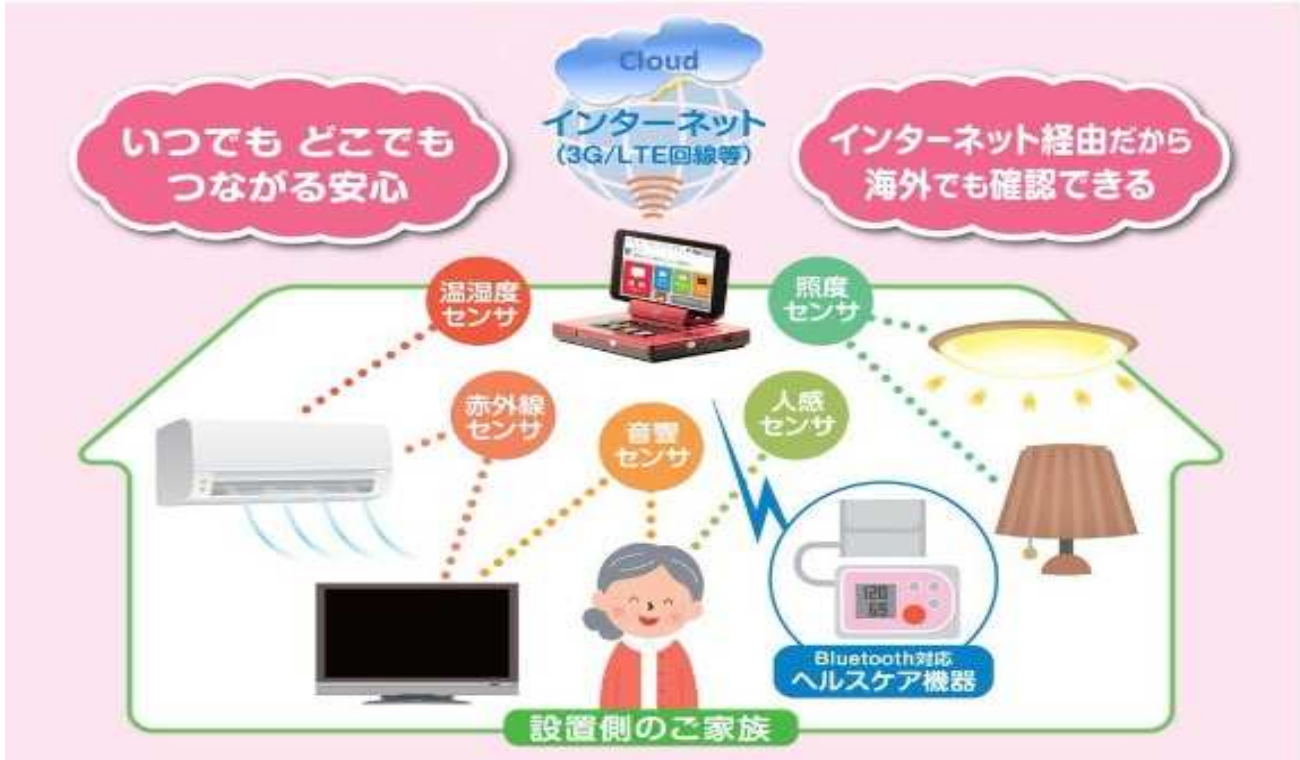 Cloud
インターネット
(3G/LTE回線等)
いつでも どこでも
つながる安心
インターネット経由だから
海外でも確認できる
温湿度
センサ
照度
センサ
赤外線
センサ
音響
センサ
人感
センサ
120
65
Bluetooth対応
ヘルスケア機器
設置側のご家族